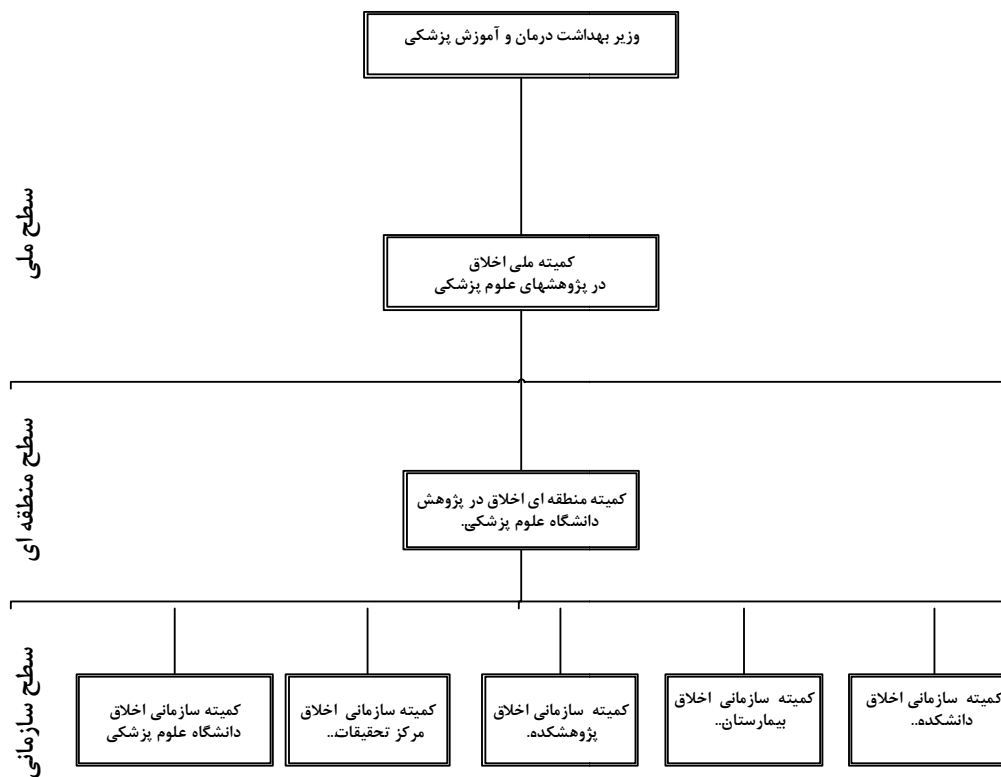 وزیر بهداشت درمان و آموزش پزشکی
سطح ملی
کمیته ملی اخلاق
در پژوهشهای علوم پزشکی
سطح منطقه ای
کمیته منطقه ای اخلاق در پژوهش
دانشگاه علوم پزشکی.
سطح سازمانی
کمیته سازمانی اخلاق
دانشکده..
کمیته سازمانی اخلاق
بیمارستان..
کمیته سازمانی اخلاق
پژوهشکده.
کمیته سازمانی اخلاق
مرکز تحقیقات..
کمیته سازمانی اخلاق
دانشگاه علوم پزشکی